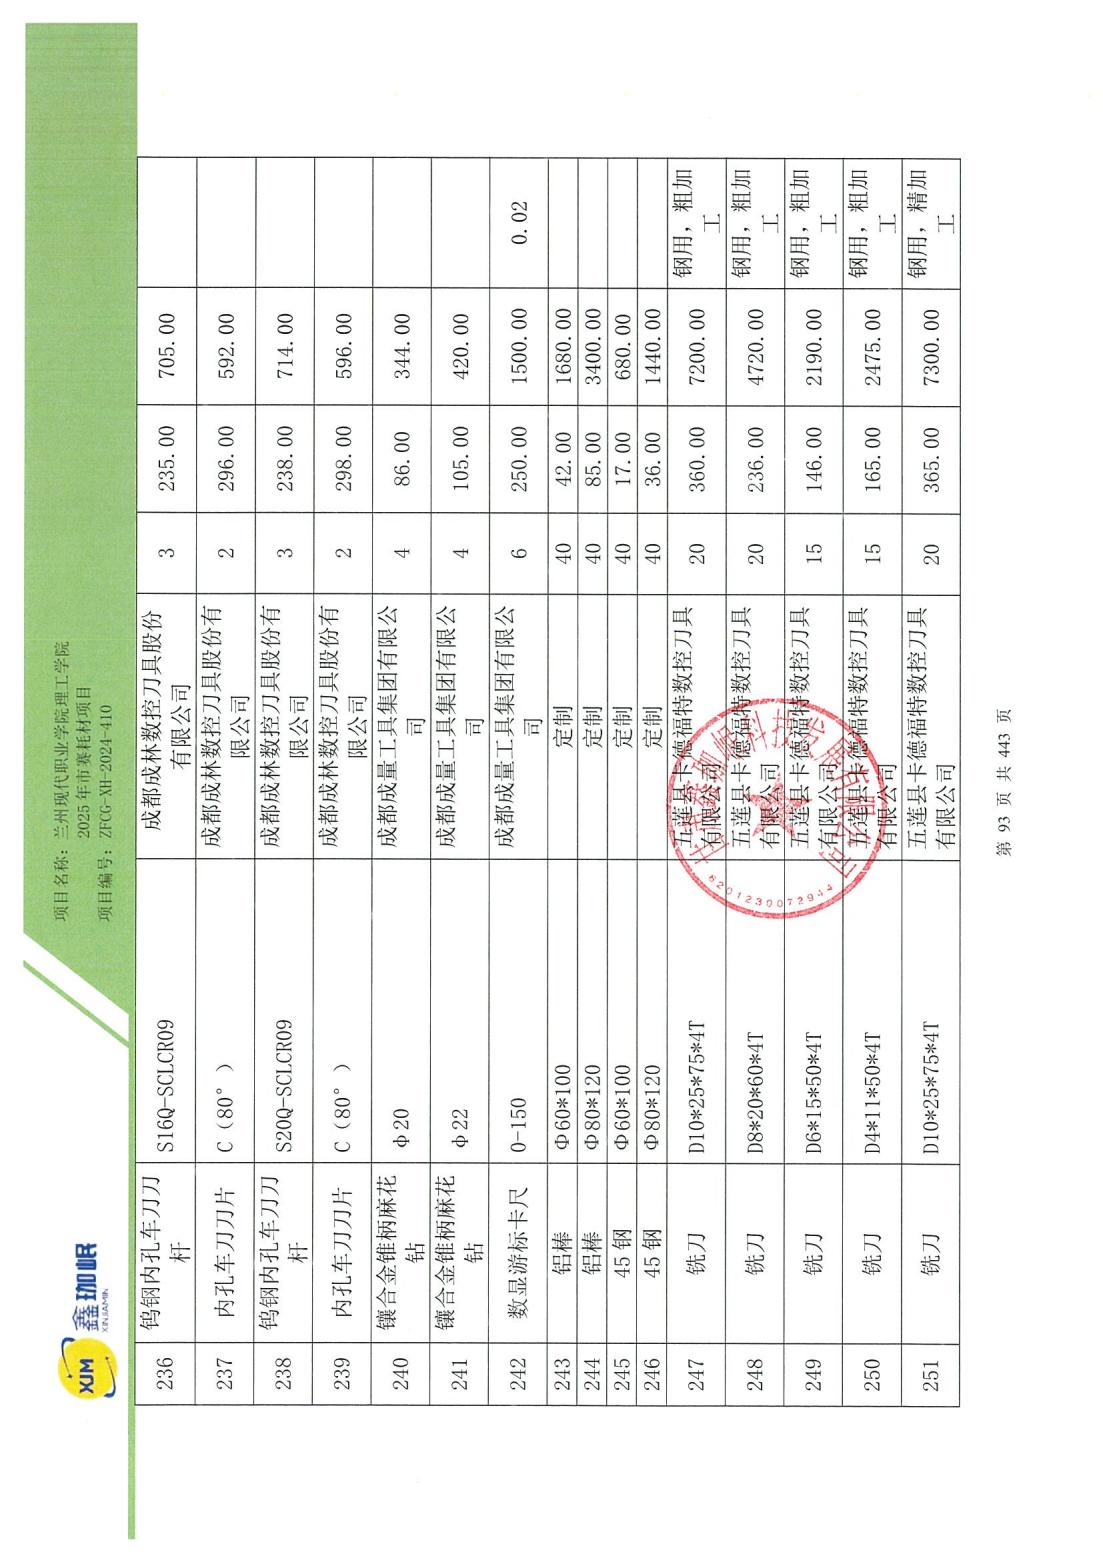 XJM 鑫珈岷
XINJIAMIN
项目名称：兰州现代职业学院理工学院
2025年市赛耗材项目
项目编号：ZFCG-XH-2024-410
236 钨钢内孔车刀刀杆 S16Q-SCLCR09 成都成林数控刀具股份有限公司 3 235.00 705.00
237 内孔车刀刀片 C（80°） 成都成林数控刀具股份有限公司 2 296.00 592.00
238 钨钢内孔车刀刀杆 S20Q-SCLCR09 成都成林数控刀具股份有限公司 3 238.00 714.00
239 内孔车刀刀片 C（80°） 成都成林数控刀具股份有限公司 2 298.00 596.00
240 镶合金锥柄麻花钻 φ20 成都成量工具集团有限公司 4 86.00 344.00
241 镶合金锥柄麻花钻 φ22 成都成量工具集团有限公司 4 105.00 420.00
242 数显游标卡尺 0-150 成都成量工具集团有限公司 6 250.00 1500.00 0.02
243 铝棒 Φ60*100 定制 40 42.00 1680.00
244 铝棒 Φ80*120 定制 40 85.00 3400.00
245 45钢 Φ60*100 定制 40 17.00 680.00
246 45钢 Φ80*120 定制 40 36.00 1440.00
247 铣刀 D10*25*75*4T 五莲县卡德福特数控刀具有限公司 20 360.00 7200.00 钢用，粗加工
248 铣刀 D8*20*60*4T 五莲县卡德福特数控刀具有限公司 20 236.00 4720.00 钢用，粗加工
249 铣刀 D6*15*50*4T 五莲县卡德福特数控刀具有限公司 15 146.00 2190.00 钢用，粗加工
250 铣刀 D4*11*50*4T 五莲县卡德福特数控刀具有限公司 15 165.00 2475.00 钢用，粗加工
251 铣刀 D10*25*75*4T 五莲县卡德福特数控刀具有限公司 20 365.00 7300.00 钢用，精加工
甘肃鑫珈岷科技发展有限公司
6201230072944
第 93 页 共 443 页